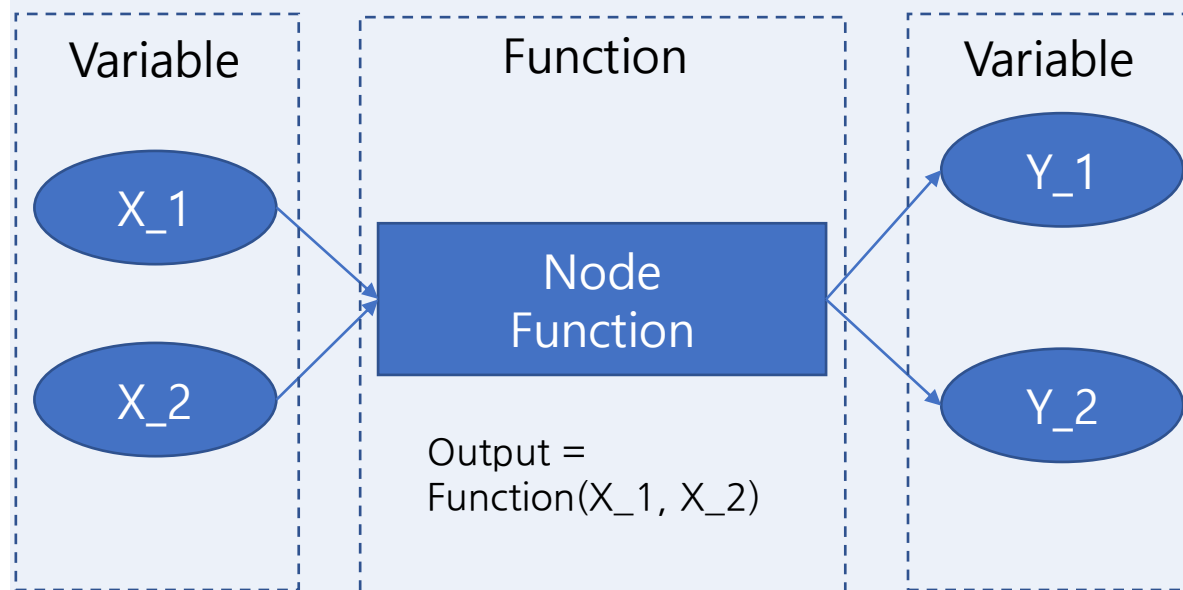 Variable
X_1
X_2
Function
Node
Function
Output =
Function(X_1, X_2)
Variable
Y_1
Y_2